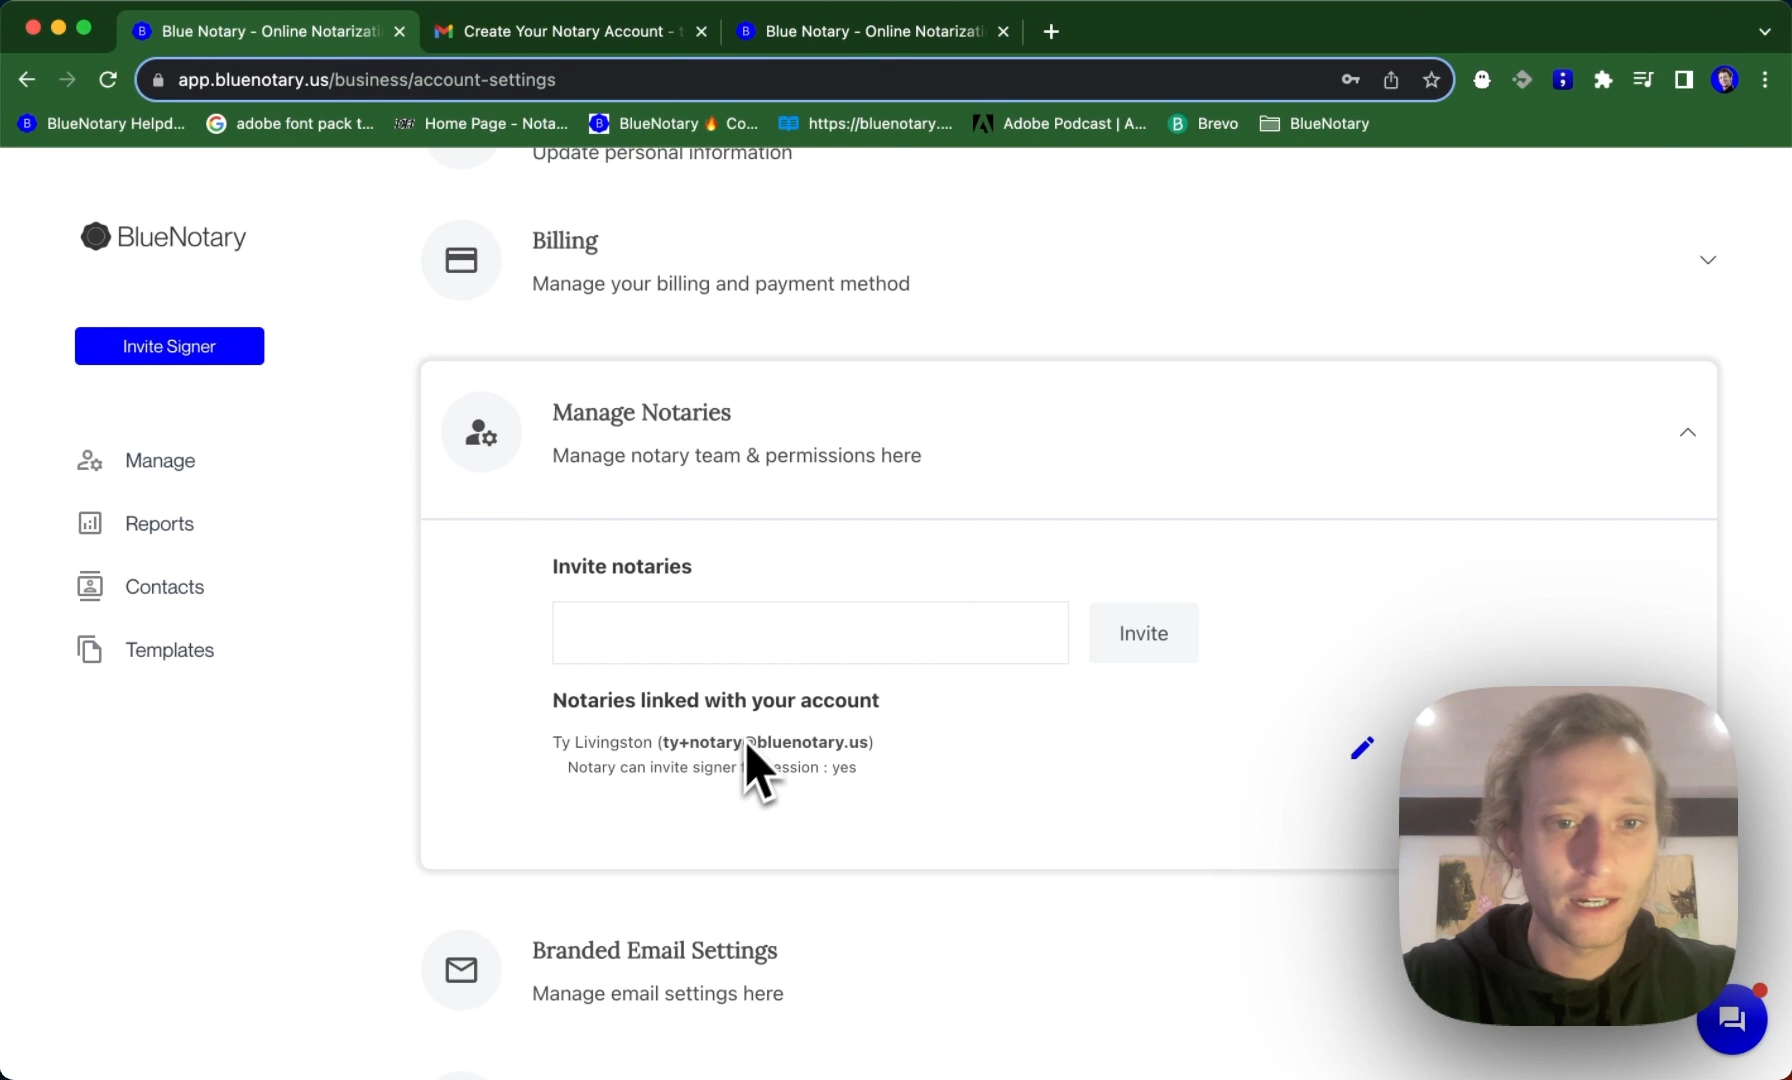 Blue Notary - Online Notarizati
Create Your Notary Account - t
Blue Notary - Online Notarizati
app.bluenotary.us/business/account-settings
BlueNotary Helpd...
adobe font pack t...
Home Page - Nota...
BlueNotary 🔥 Co...
https://bluenotary....
Adobe Podcast | A...
Brevo
BlueNotary
Update personal information
BlueNotary
Invite Signer
Manage
Reports
Contacts
Templates
Billing
Manage your billing and payment method
Manage Notaries
Manage notary team & permissions here
Invite notaries
Invite
Notaries linked with your account
Ty Livingston (ty+notary@bluenotary.us)
Notary can invite signer session : yes
Branded Email Settings
Manage email settings here